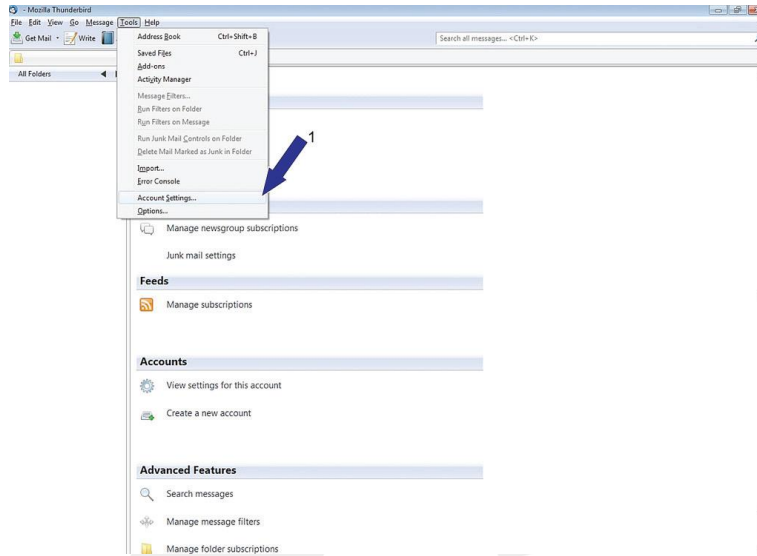 - Mozilla Thunderbird
File Edit View Go Message Tools Help
Get Mail Write
Search all messages... <Ctrl+K>
All Folders
Address Book Ctrl+Shift+B
Saved Files Ctrl+J
Add-ons
Activity Manager
Message Filters...
Run Filters on Folder
Run Filters on Message
Run Junk Mail Controls on Folder
Delete Mail Marked as Junk in Folder
Import...
Error Console
Account Settings...
Options...
1
Manage newsgroup subscriptions
Junk mail settings
Feeds
Manage subscriptions
Accounts
View settings for this account
Create a new account
Advanced Features
Search messages
Manage message filters
Manage folder subscriptions